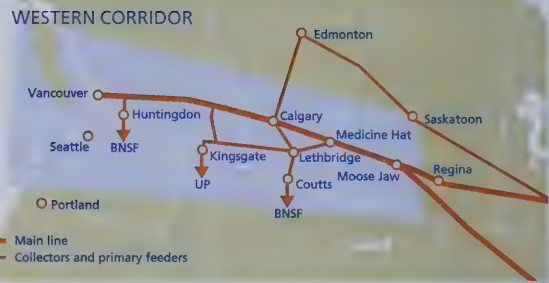 WESTERN CORRIDOR
Edmonton
Vancouver
Huntingdon
Calgary
Saskatoon
Seattle
BNSF
Medicine Hat
Kingsgate
Lethbridge
Regina
Moose Jaw
UP
Coutts
Portland
BNSF
Main line
Collectors and primary feeders